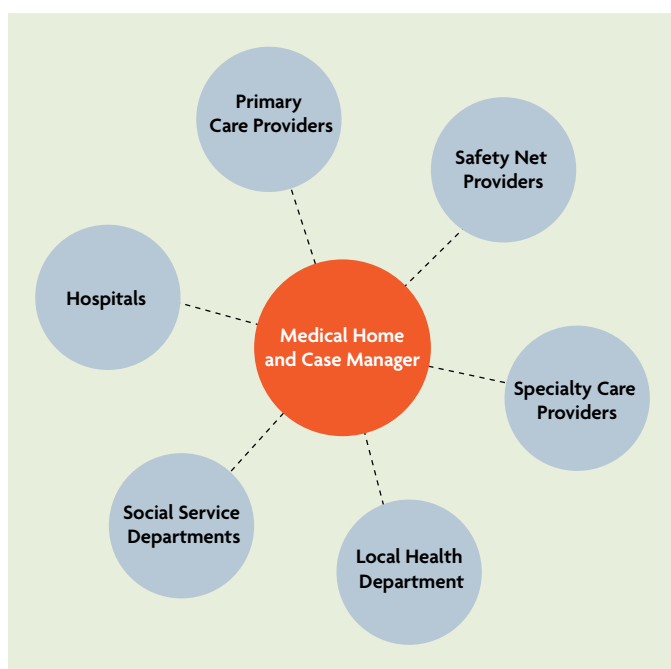 Primary
Care Providers
Safety Net
Providers
Hospitals
Medical Home
and Case Manager
Specialty Care
Providers
Social Service
Departments
Local Health
Department